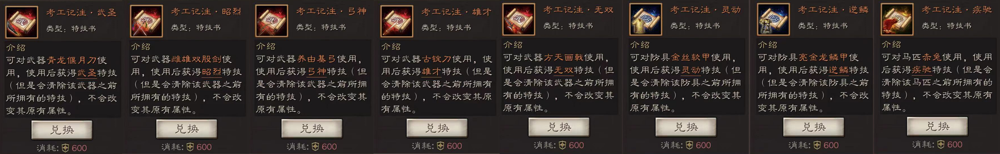 考工记注·武圣
类型：特技书
介绍
可对武器青龙偃月刀使
用，使用后获得武圣特技
（但是会清除该武器之前
所拥有的特技），不会改
变其原有属性。
兑换
消耗:600
考工记注·昭烈
类型：特技书
介绍
可对武器雌雄双股剑使
用，使用后获得昭烈特技
（但是会清除该武器之前
所拥有的特技），不会改
变其原有属性。
兑换
消耗:600
考工记注·弓神
类型：特技书
介绍
可对武器养由基弓使用，
使用后获得弓神特技（但
是会清除该武器之前所拥
有的特技），不会改变其
原有属性。
兑换
消耗:600
考工记注·雄才
类型：特技书
介绍
可对武器古锭刀使用，使
用后获得雄才特技（但是
会清除该武器之前所拥有
的特技），不会改变其原
有属性。
兑换
消耗:600
考工记注·无双
类型：特技书
介绍
可对武器方天画戟使用，
使用后获得无双特技（但
是会清除该武器之前所拥
有的特技），不会改变其
原有属性。
兑换
消耗:600
考工记注·灵动
类型：特技书
介绍
可对防具金丝软甲使用，
使用后获得灵动特技（但
是会清除该防具之前所拥
有的特技），不会改变其
原有属性。
兑换
消耗:600
考工记注·逆鳞
类型：特技书
介绍
可对防具亮金龙鳞甲使
用，使用后获得逆鳞特技
（但是会清除该防具之前
所拥有的特技），不会改
变其原有属性。
兑换
消耗:600
考工记注·疾驰
类型：特技书
介绍
可对马匹赤兔使用，使用
后获得疾驰特技（但是会
清除该马匹之前所拥有的
特技），不会改变其原有
属性。
兑换
消耗:600
武
武
武
武
武
防
防
马